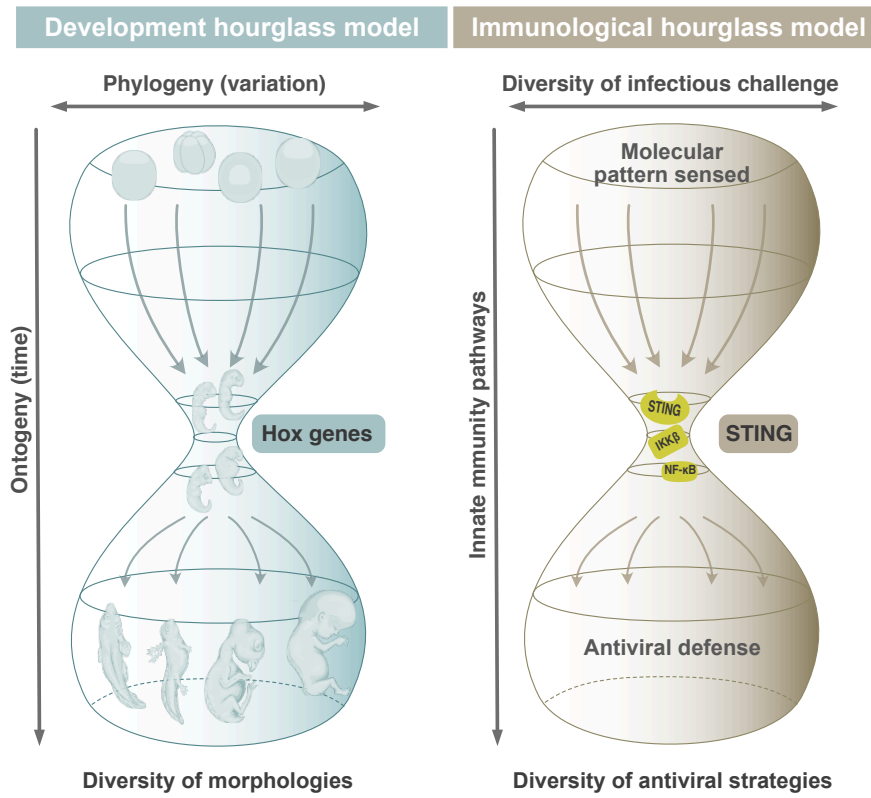 Development hourglass model
Immunological hourglass model
Phylogeny (variation)
Diversity of infectious challenge
Ontogeny (time)
Hox genes
Diversity of morphologies
Innate mmunity pathways
Molecular
pattern sensed
STING
IKKβ
NF-κB
STING
Antiviral defense
Diversity of antiviral strategies